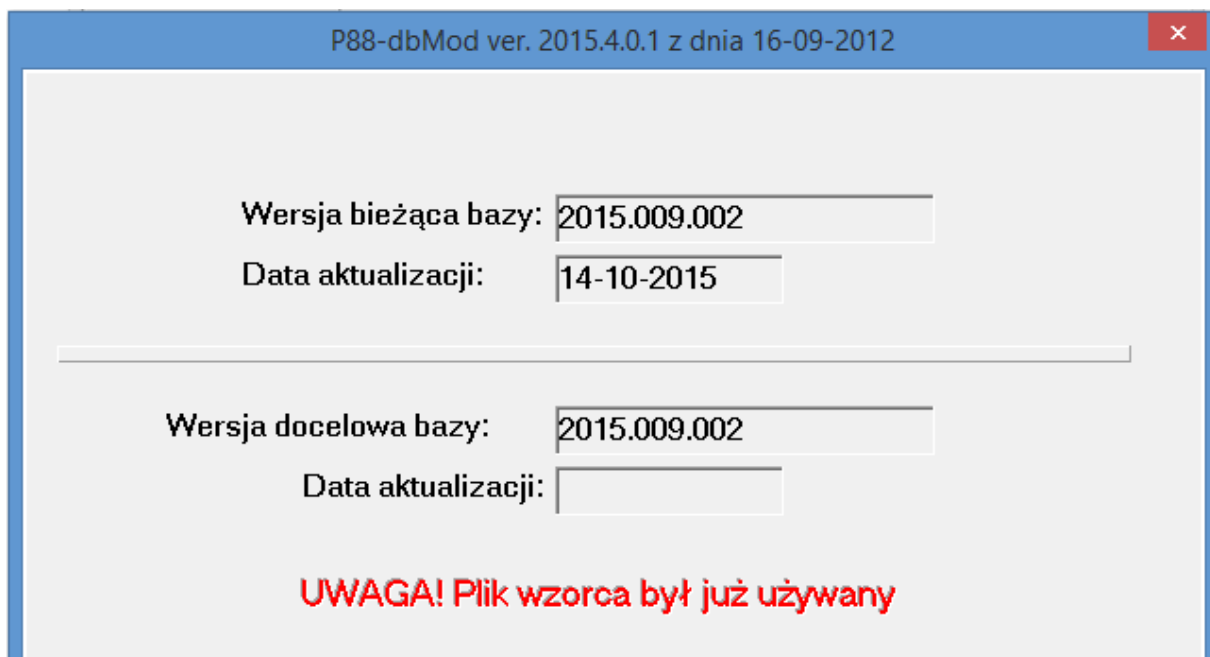 P88-dbMod ver. 2015.4.0.1 z dnia 16-09-2012
Wersja bieżąca bazy: 2015.009.002
Data aktualizacji: 14-10-2015
Wersja docelowa bazy: 2015.009.002
Data aktualizacji:
UWAGA! Plik wzorca był już używany